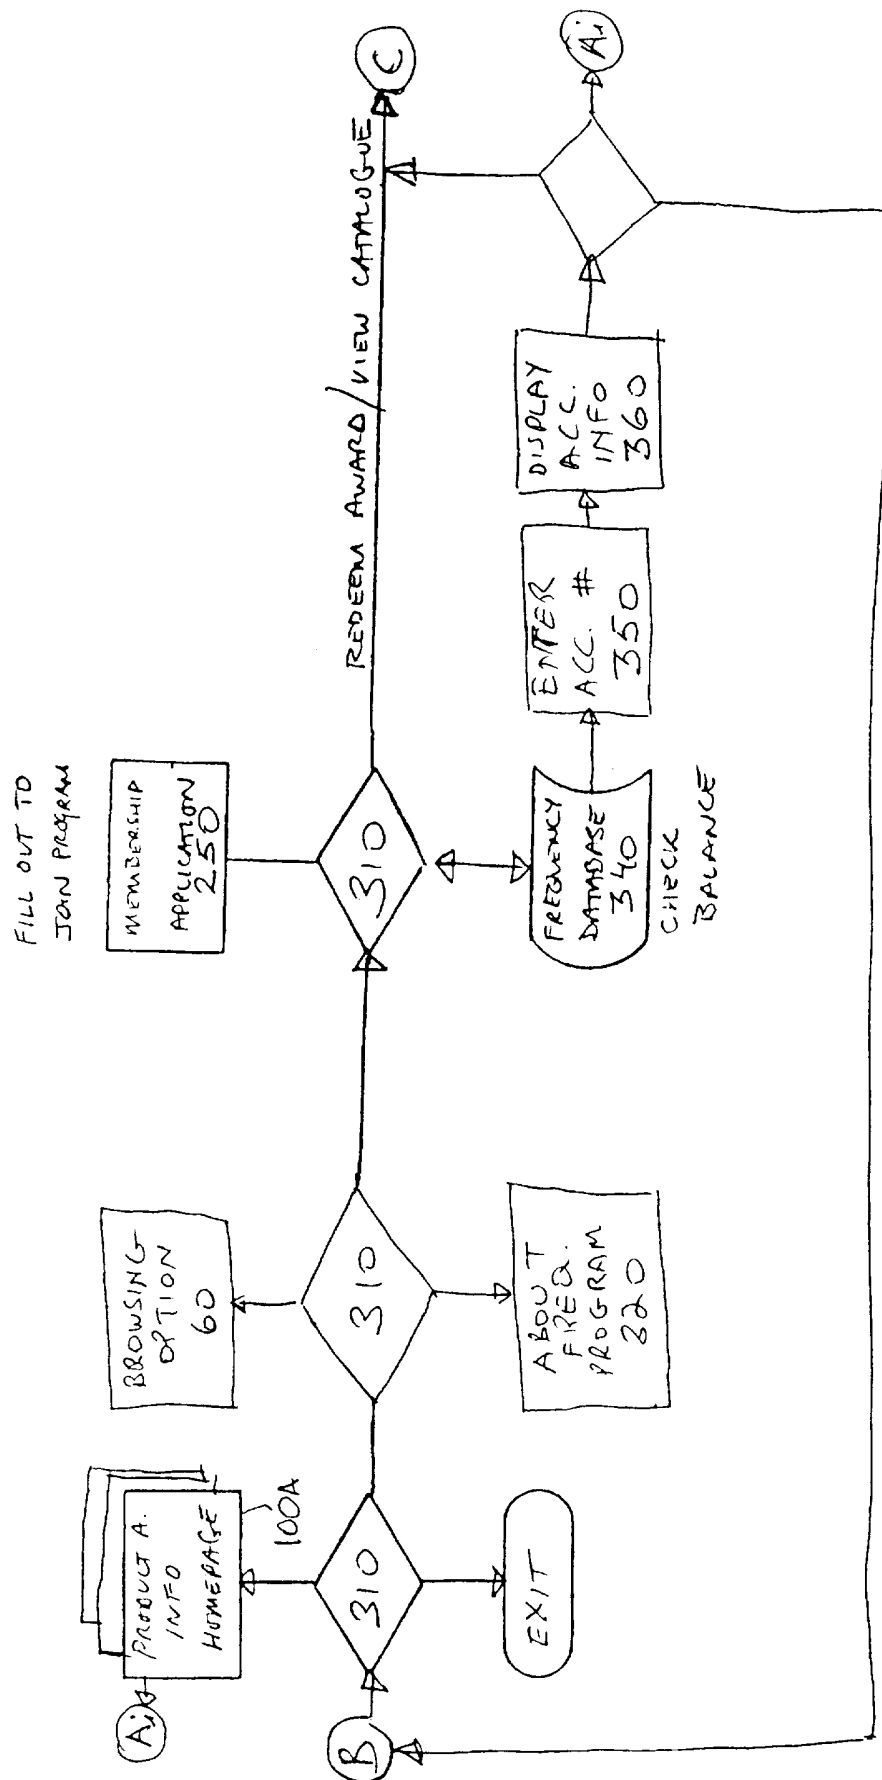 FILL OUT TO
JOIN PROGRAM
Ai
PRODUCT A.
INFO
HOMEPAGE
100A
BROWSING
OPTION
60
MEMBERSHIP
APPLICATION
250
B
310
310
310
REDEEM AWARD/VIEW CATALOGUE
C
EXIT
ABOUT
FREQ.
PROGRAM
320
FREQUENCY
DATABASE
340
CHECK
BALANCE
ENTER
ACC. #
350
DISPLAY
ACC.
INFO
360
Ai